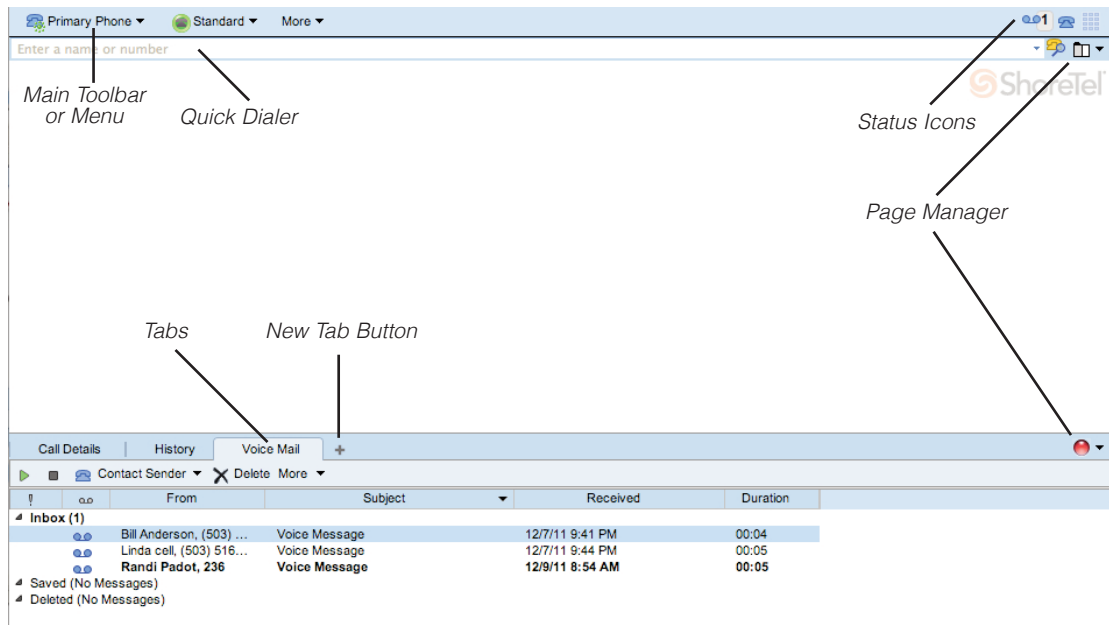 Primary Phone Standard More 1
Enter a name or number
ShoreTel
Main Toolbar
or Menu
Quick Dialer
Status Icons
Page Manager
Tabs
New Tab Button
Call Details History Voice Mail
Contact Sender Delete More
From Subject Received Duration
Inbox (1)
Bill Anderson, (503) ... Voice Message 12/7/11 9:41 PM 00:04
Linda cell, (503) 516... Voice Message 12/7/11 9:44 PM 00:05
Randi Padot, 236 Voice Message 12/9/11 8:54 AM 00:05
Saved (No Messages)
Deleted (No Messages)